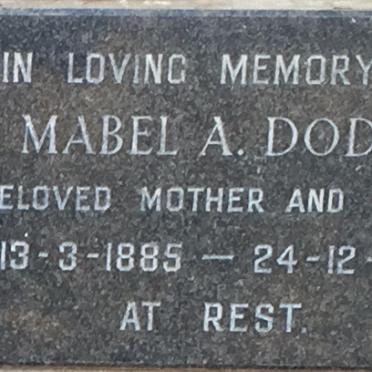 IN LOVING MEMORY
MABEL A. DOD
ELOVED MOTHER AND
13-3-1885 — 24-12-
AT REST.